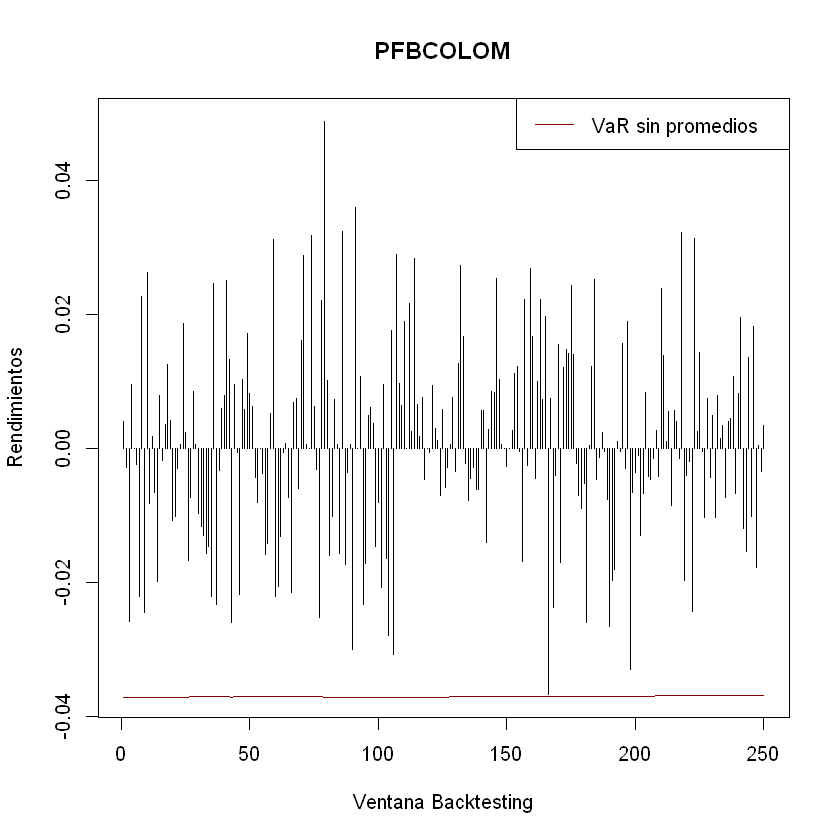 PFBCOLOM
VaR sin promedios
Rendimientos
0.04
0.02
0.00
-0.02
-0.04
0 50 100 150 200 250
Ventana Backtesting